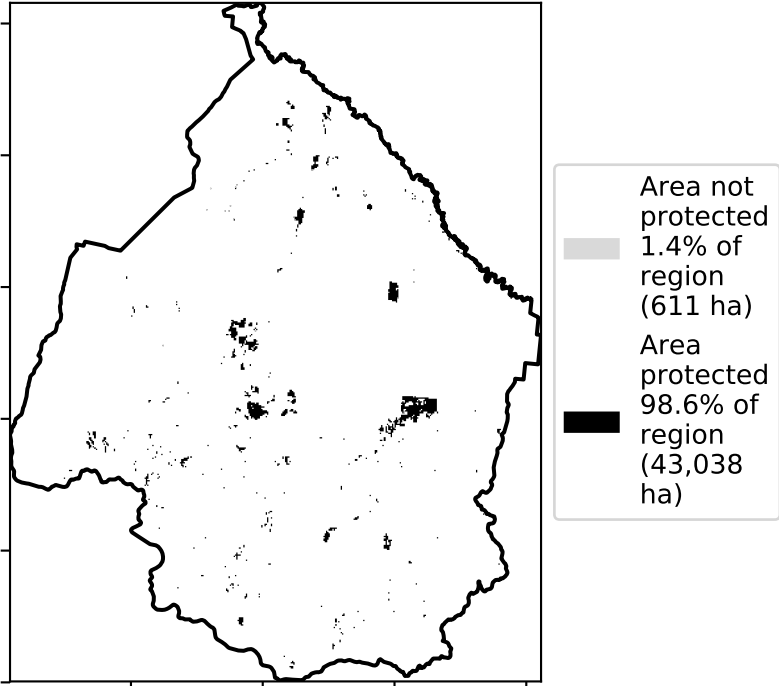 Area not
protected
1.4% of
region
(611 ha)
Area
protected
98.6% of
region
(43,038
ha)